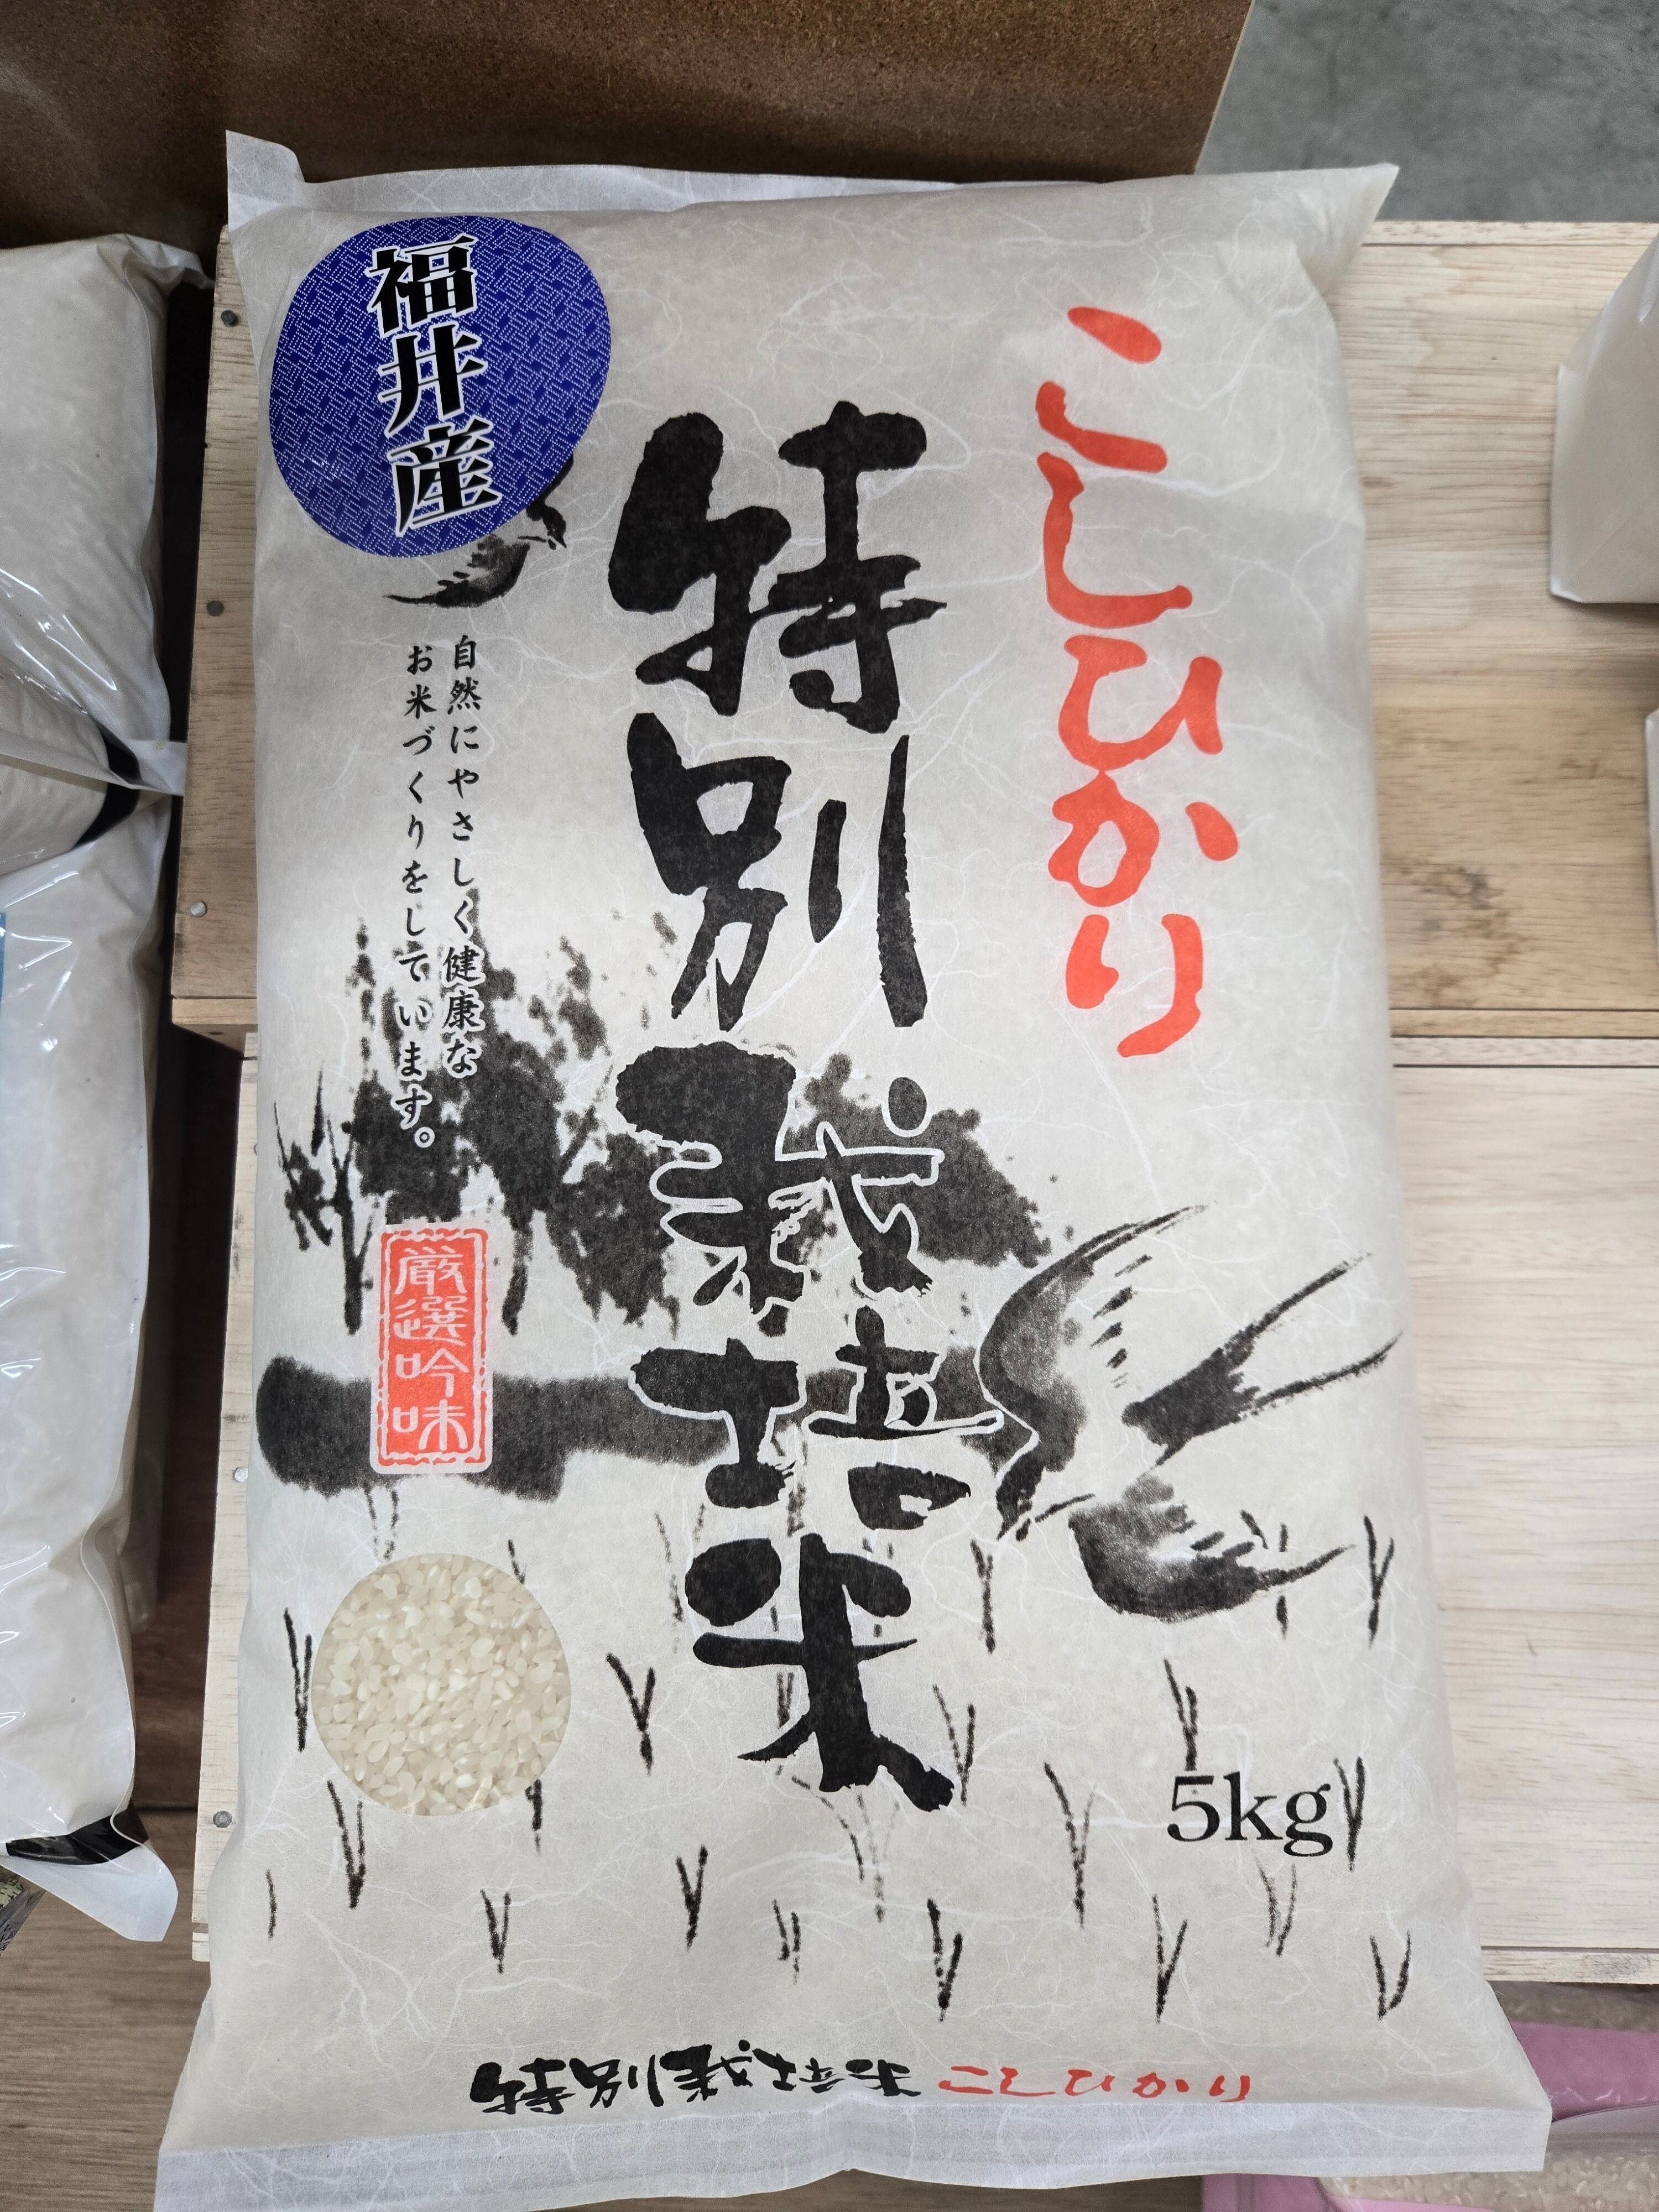 こしひかり
特別栽培米
福井産
自然にやさしく健康な
お米づくりをしています。
厳選吟味
5kg
特別栽培米 こしひかり